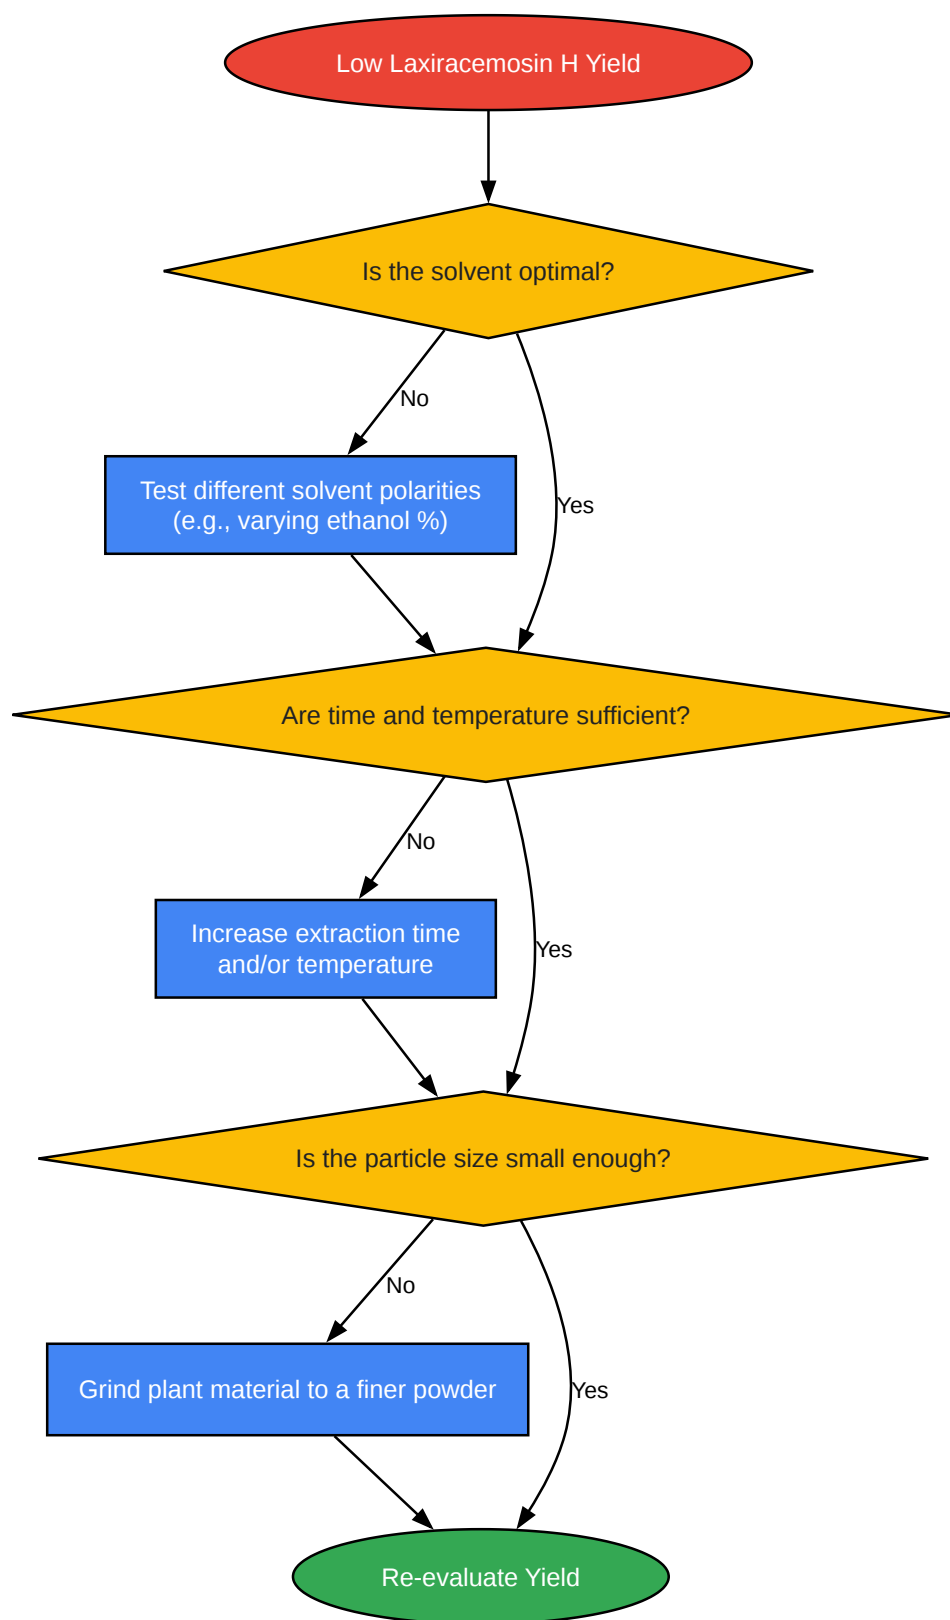 Low Laxiracemosin H Yield
Is the solvent optimal?
No
Test different solvent polarities
(e.g., varying ethanol %)
Yes
Are time and temperature sufficient?
No
Increase extraction time
and/or temperature
Yes
Is the particle size small enough?
No
Grind plant material to a finer powder
Yes
Re-evaluate Yield